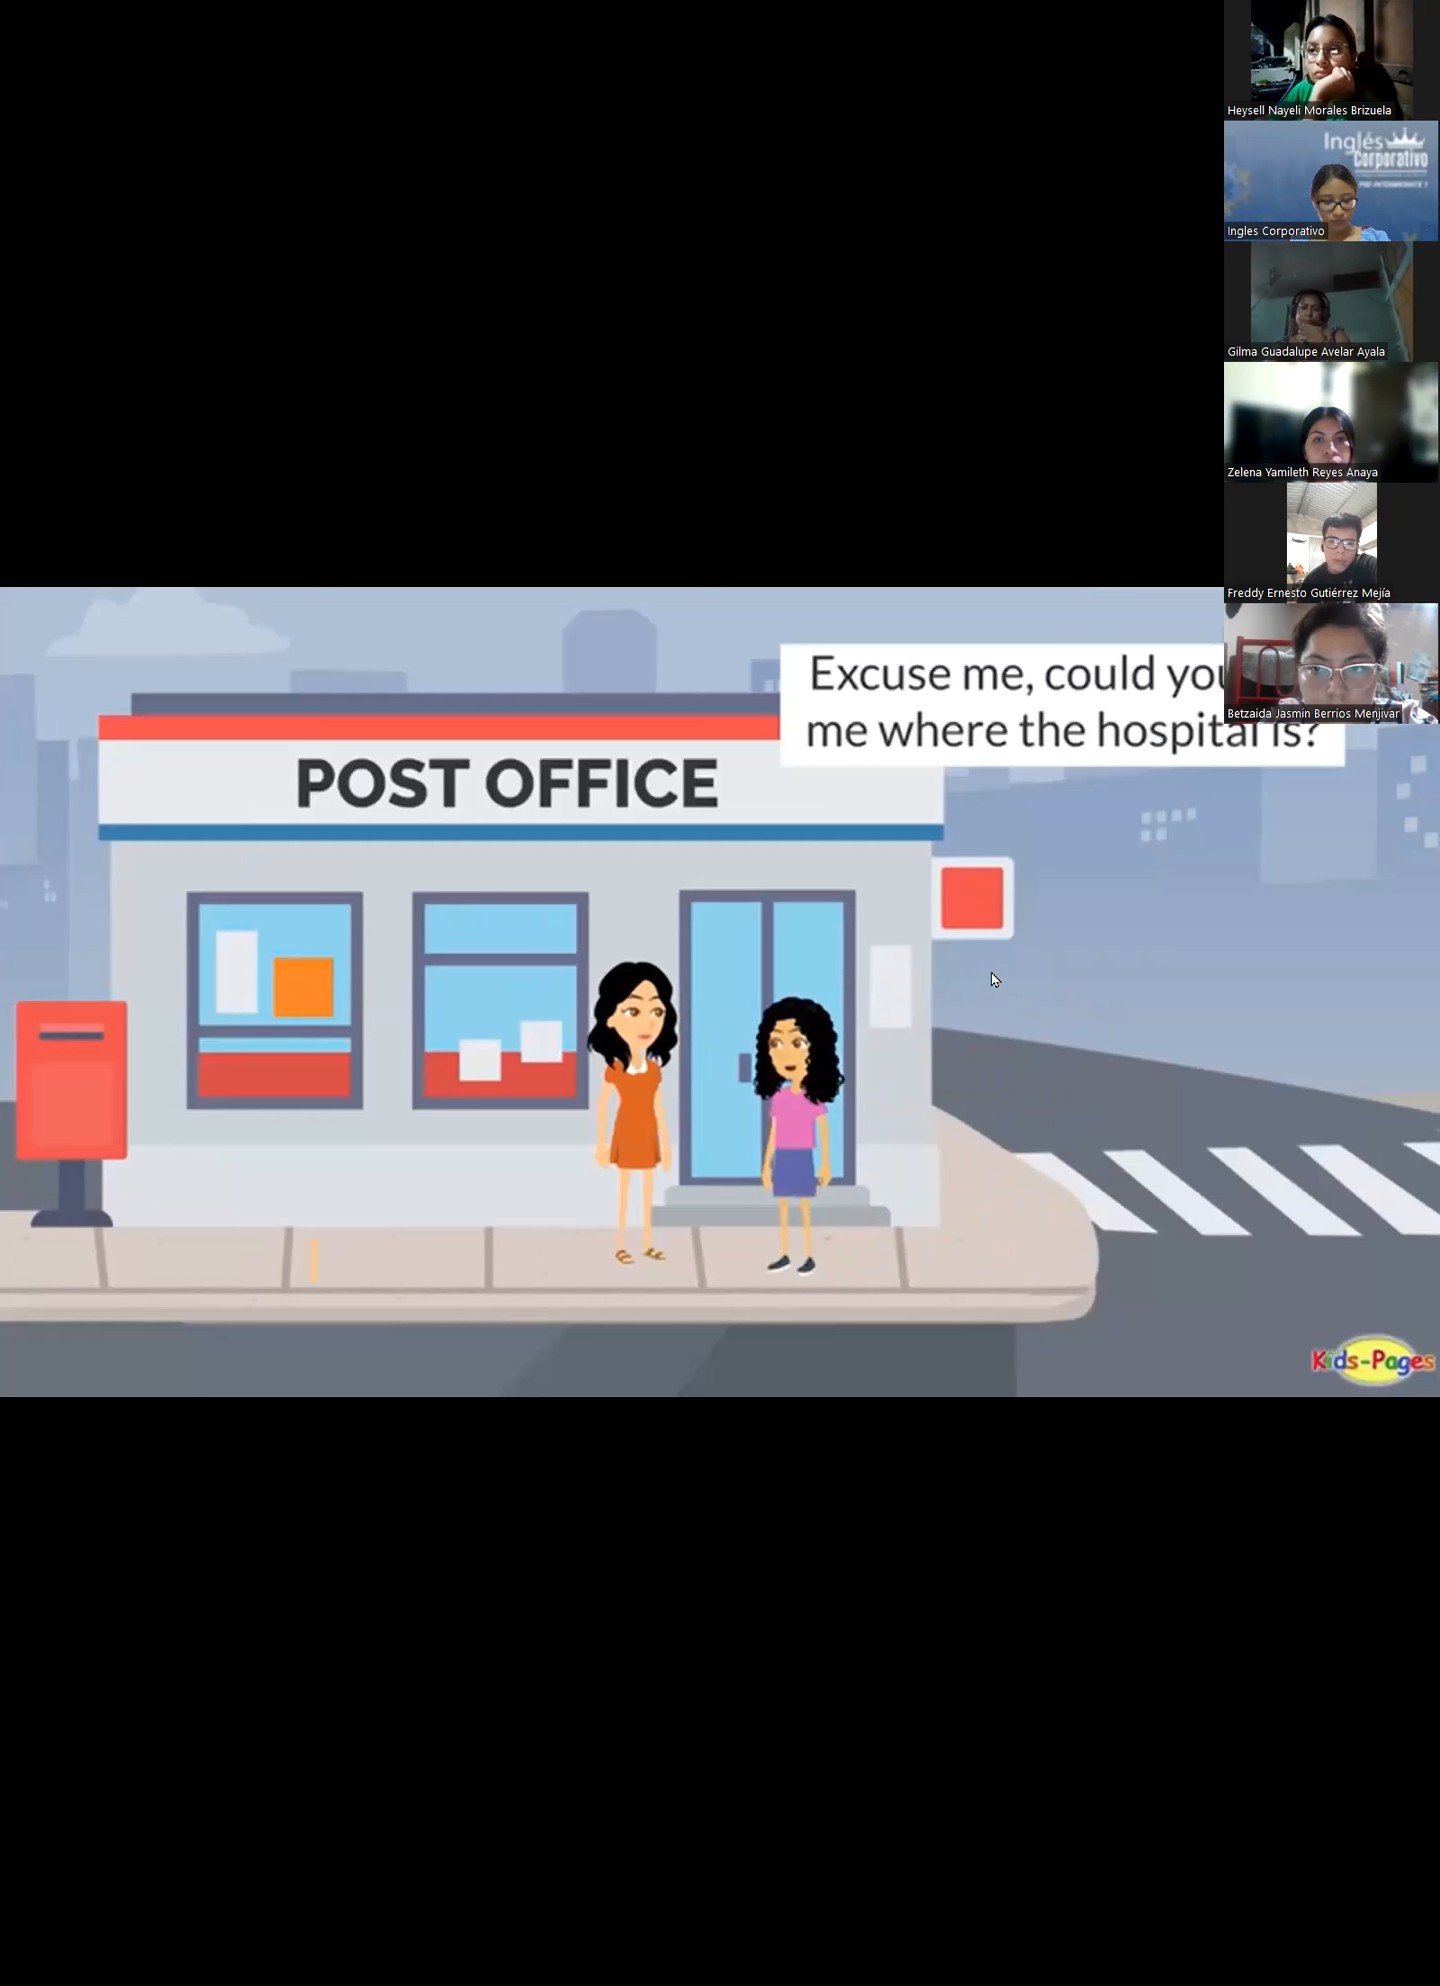 Heysell Nayeli Morales Brizuela
Inglés
Corporativo
Ingles Corporativo
Gilma Guadalupe Avelar Ayala
Zelena Yamileth Reyes Anaya
Freddy Ernesto Gutiérrez Mejía
Betzaida Jasmin Berrios Menjivar
Excuse me, could you
me where the hospital is?
POST OFFICE
Kids-Pages